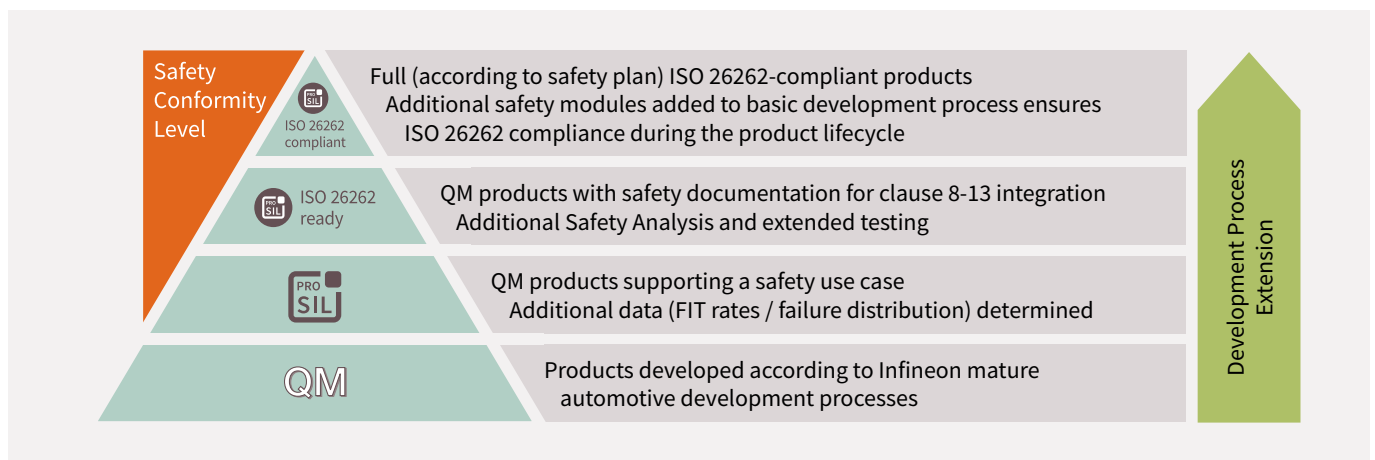 Safety
Conformity
Level
PRO
SIL
ISO 26262
compliant
Full (according to safety plan) ISO 26262-compliant products
Additional safety modules added to basic development process ensures
ISO 26262 compliance during the product lifecycle
PRO
SIL
ISO 26262
ready
QM products with safety documentation for clause 8-13 integration
Additional Safety Analysis and extended testing
PRO
SIL
QM products supporting a safety use case
Additional data (FIT rates / failure distribution) determined
QM
Products developed according to Infineon mature
automotive development processes
Development Process
Extension